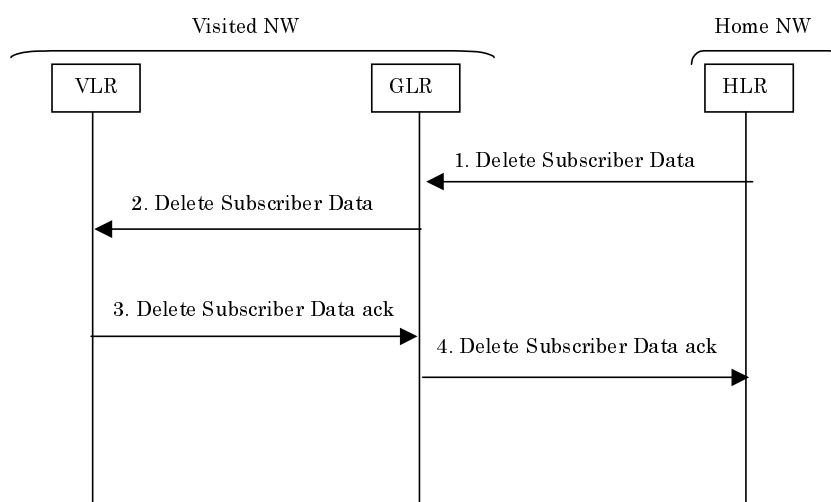 Visited NW
Home NW
VLR
GLR
HLR
1. Delete Subscriber Data
2. Delete Subscriber Data
3. Delete Subscriber Data ack
4. Delete Subscriber Data ack